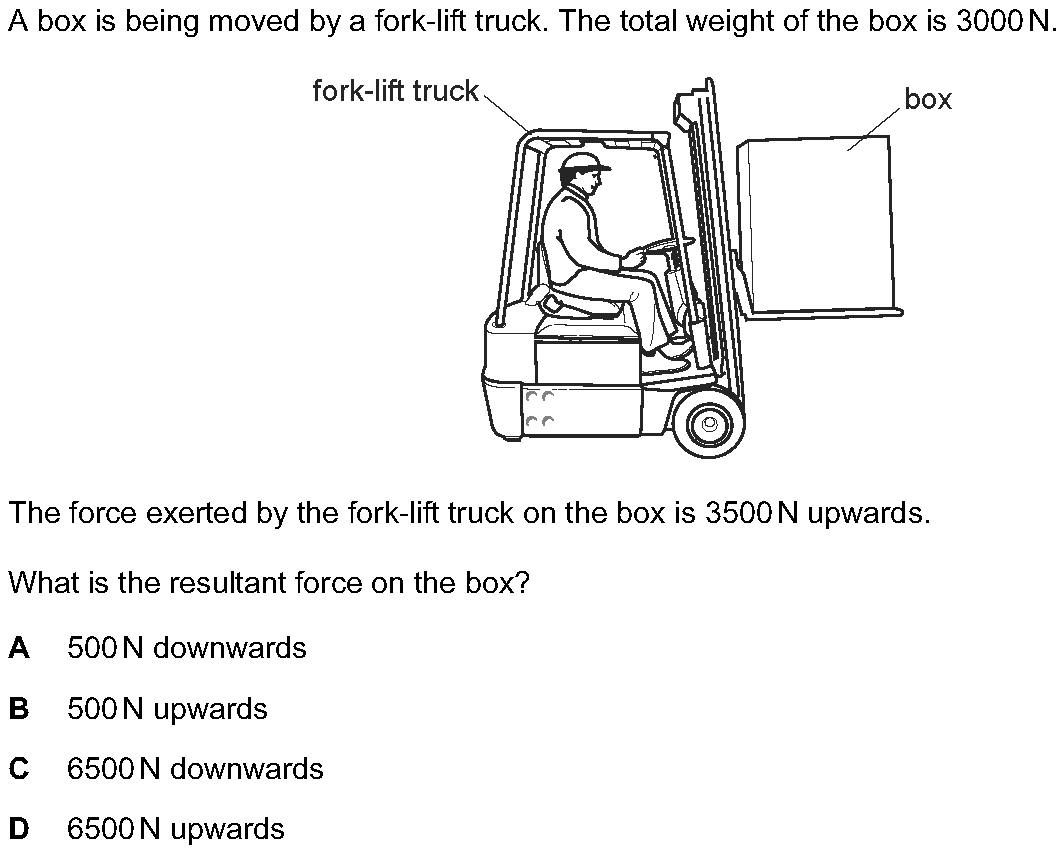 A box is being moved by a fork-lift truck. The total weight of the box is 3000 N.
fork-lift truck
box
The force exerted by the fork-lift truck on the box is 3500 N upwards.
What is the resultant force on the box?
A 500 N downwards
B 500 N upwards
C 6500 N downwards
D 6500 N upwards